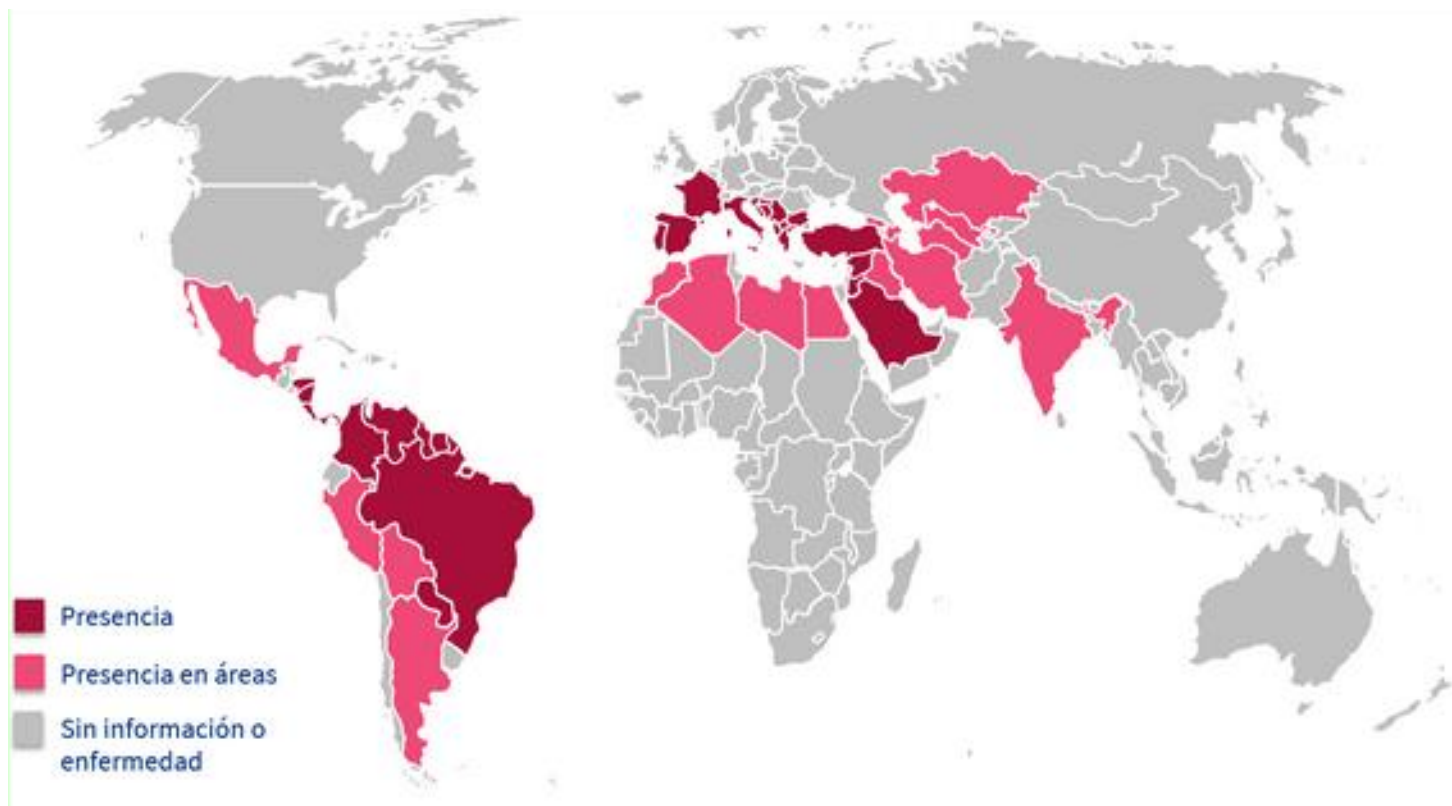 Presencia
Presencia en áreas
Sin información o
enfermedad